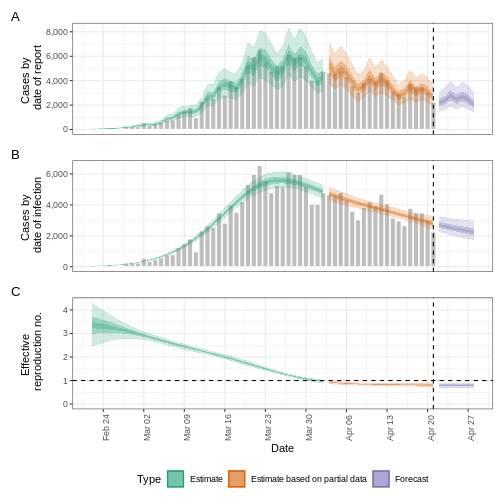 A
Cases by
date of report
8,000
6,000
4,000
2,000
0
B
Cases by
date of infection
6,000
4,000
2,000
0
C
Effective
reproduction no.
4
3
2
1
0
Feb 24
Mar 02
Mar 09
Mar 16
Mar 23
Mar 30
Apr 06
Apr 13
Apr 20
Apr 27
Date
Type Estimate Estimate based on partial data Forecast